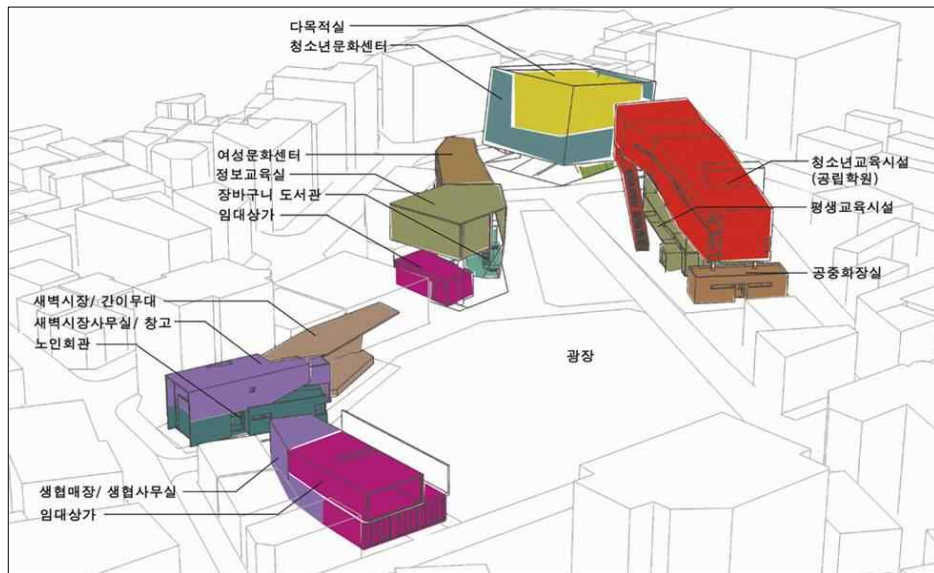 다목적실
청소년문화센터
여성문화센터
정보교육실
장바구니 도서관
임대상가
청소년교육시설
(공립학원)
평생교육시설
공중화장실
새벽시장/ 간이무대
새벽시장사무실/ 창고
노인회관
광장
생협매장/ 생협사무실
임대상가